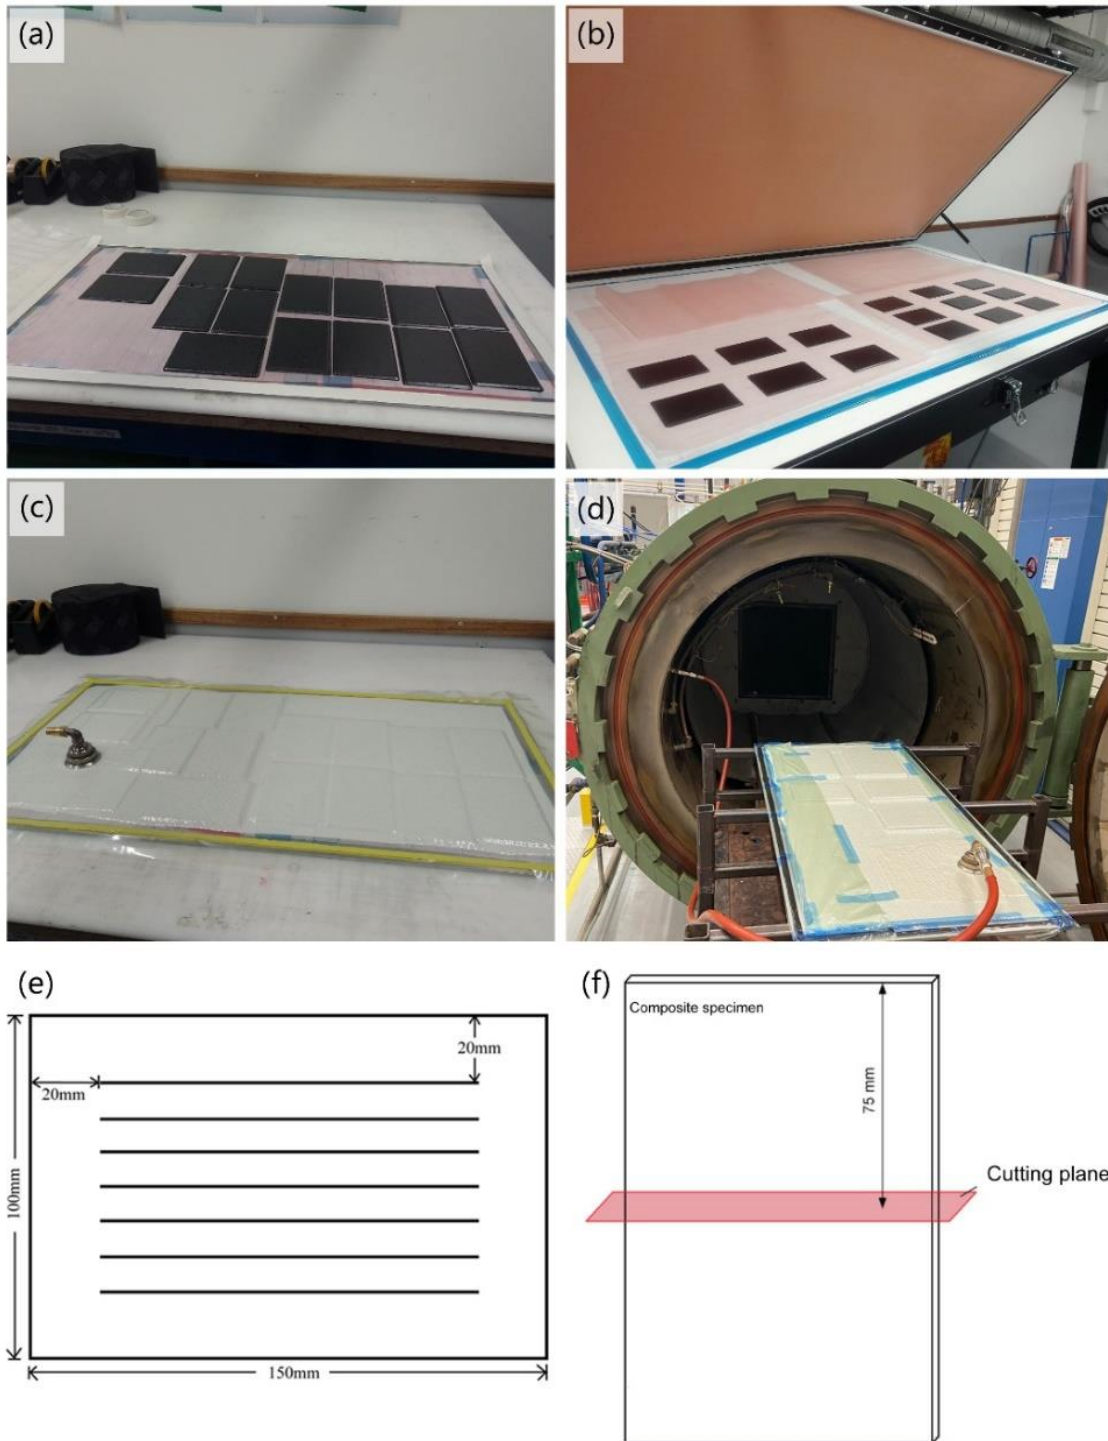 (a)
(b)
(c)
(d)
(e)
20mm
20mm
100mm
150mm
(f)
Composite specimen
75 mm
Cutting plane